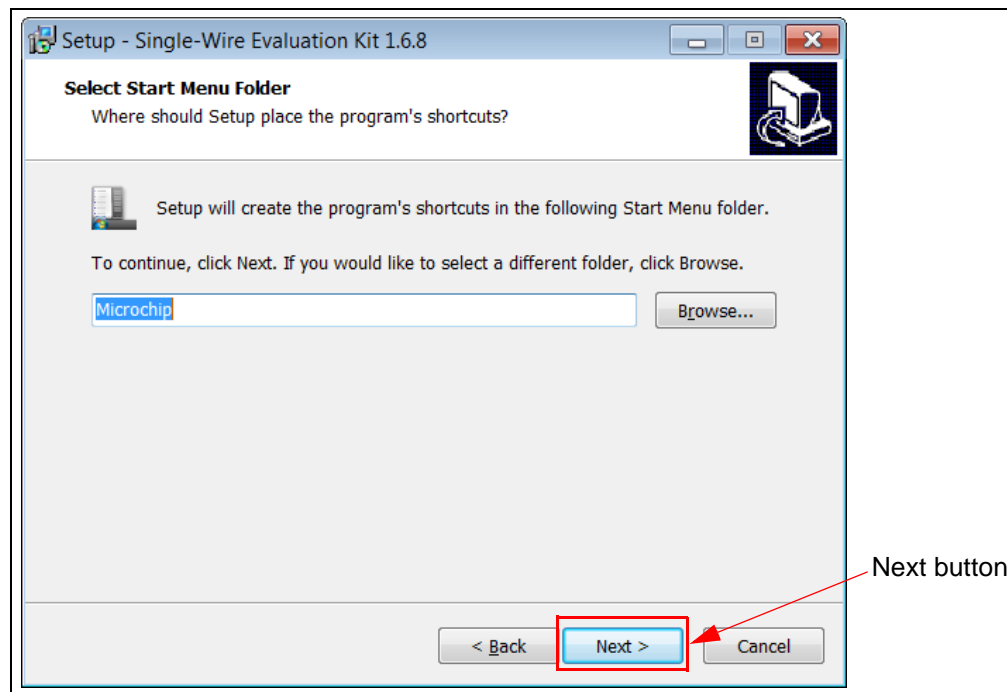 Setup - Single-Wire Evaluation Kit 1.6.8
Select Start Menu Folder
Where should Setup place the program's shortcuts?
Setup will create the program's shortcuts in the following Start Menu folder.
To continue, click Next. If you would like to select a different folder, click Browse.
Microchip
Browse...
Next button
< Back
Next >
Cancel